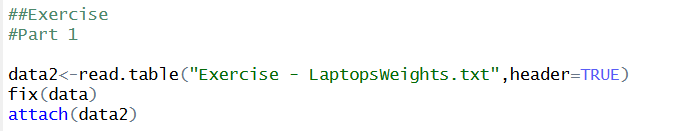 ##Exercise
#Part 1
data2<-read.table("Exercise - LaptopsWeights.txt",header=TRUE)
fix(data)
attach(data2)